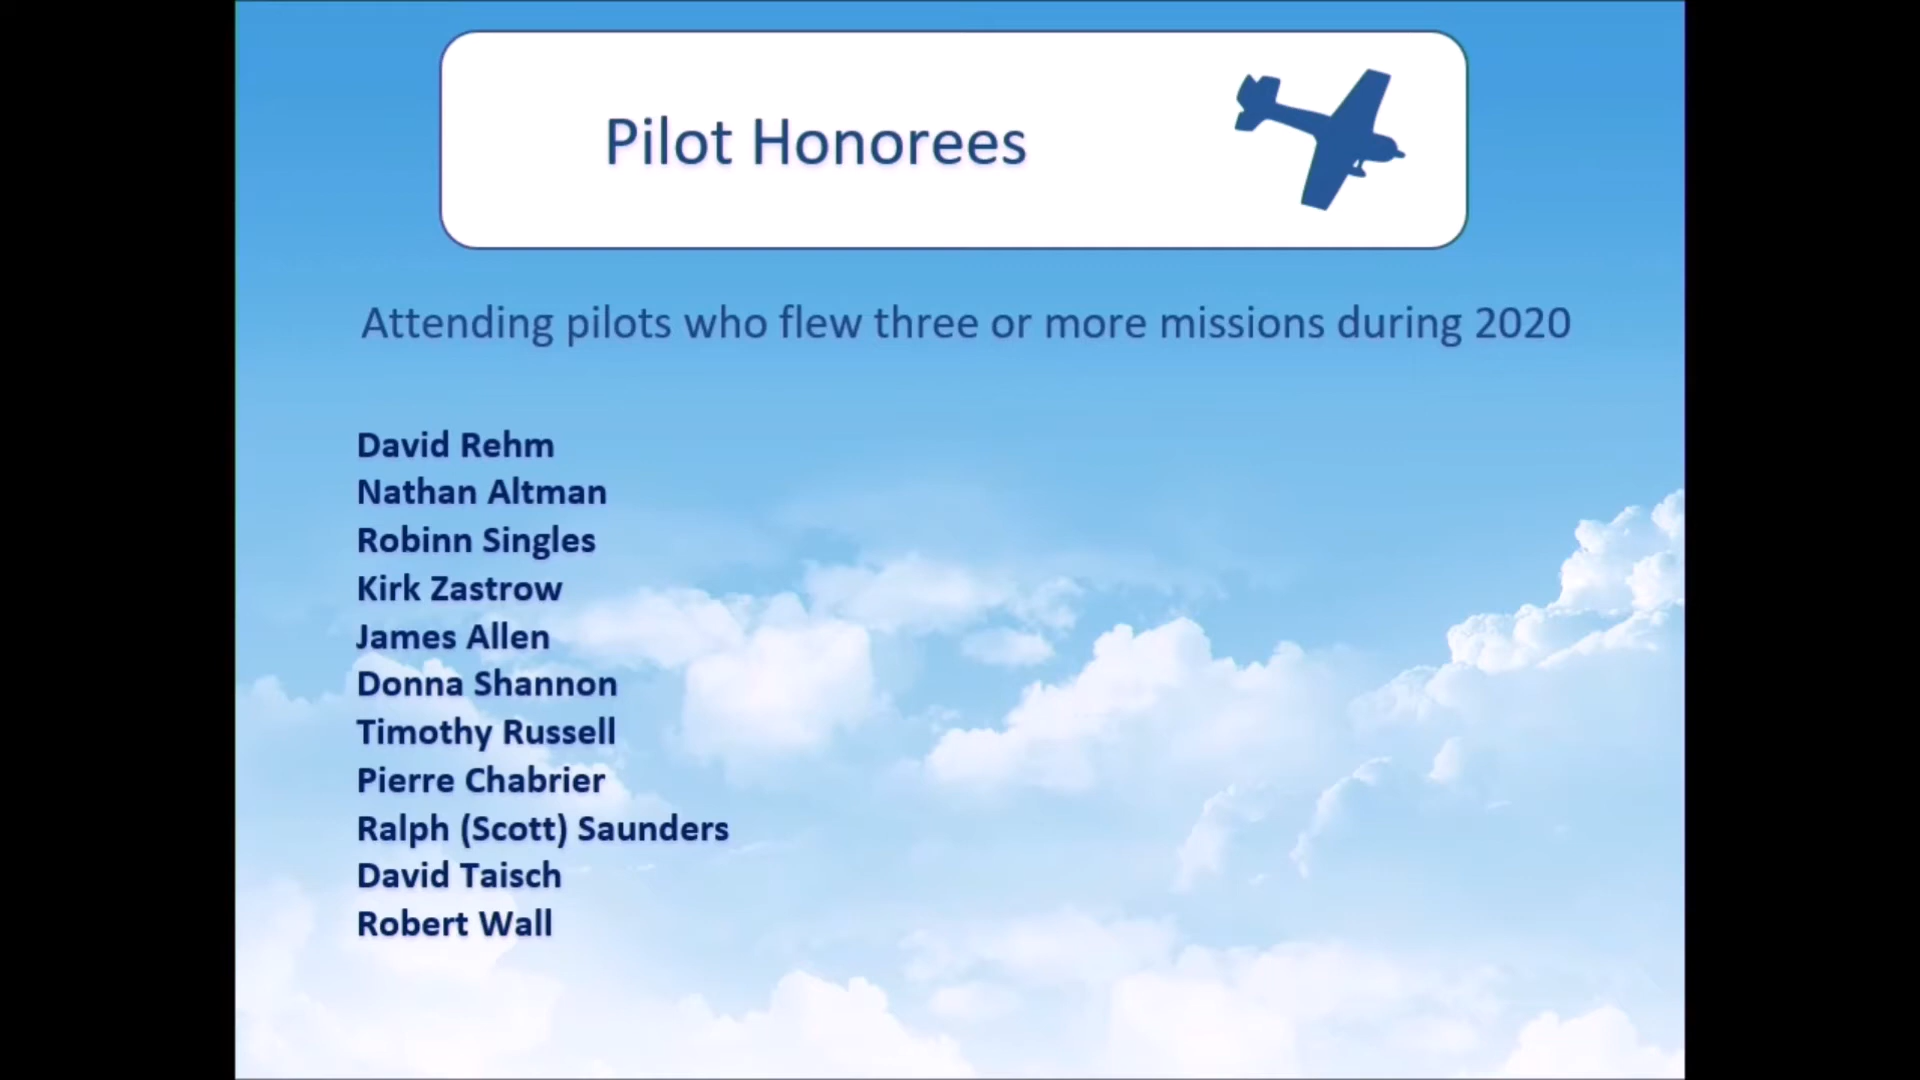 Pilot Honorees
Attending pilots who flew three or more missions during 2020
David Rehm
Nathan Altman
Robinn Singles
Kirk Zastrow
James Allen
Donna Shannon
Timothy Russell
Pierre Chabrier
Ralph (Scott) Saunders
David Taisch
Robert Wall